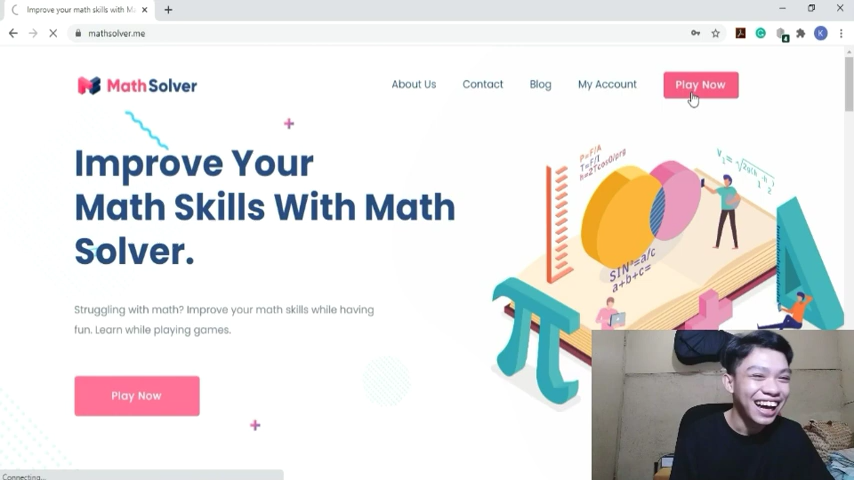 Improve your math skills with M
mathsolver.me
K
MathSolver
About Us
Contact
Blog
My Account
Play Now
Improve Your
Math Skills With Math
Solver.
Struggling with math? Improve your math skills while having
fun. Learn while playing games.
Play Now
P=F/A
SIN²=a/c
a+b+c=
Connecting...